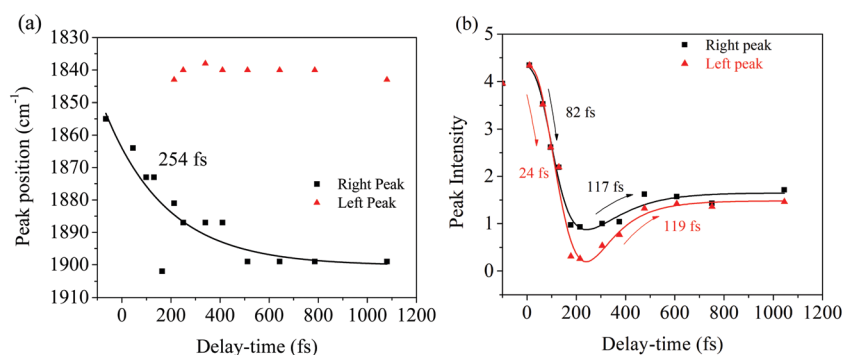 (a)
1830
1840
1850
1860
1870
1880
1890
1900
1910
Peak position (cm⁻¹)
254 fs
Right Peak
Left Peak
0 200 400 600 800 1000 1200
Delay-time (fs)
(b)
5
4
3
2
1
0
Peak Intensity
Right peak
Left peak
82 fs
24 fs
117 fs
119 fs
0 200 400 600 800 1000 1200
Delay-time (fs)